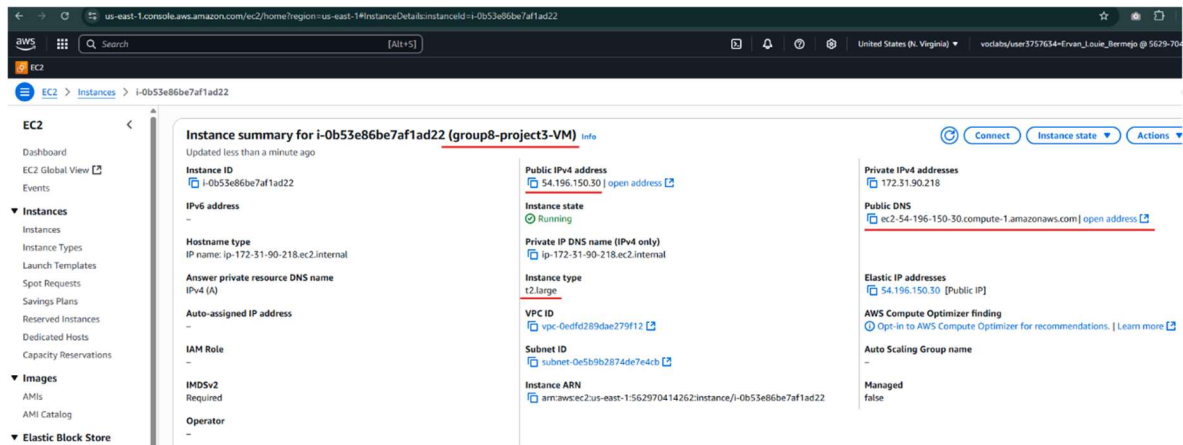 us-east-1.console.aws.amazon.com/ec2/home?region=us-east-1#InstanceDetails:instanceId=i-0b53e86be7af1ad22
aws Search [Alt+S] United States (N. Virginia) voclabs/user3757634=Ervan_Louie_Bermejo @ 5629-704
EC2
EC2 > Instances > i-0b53e86be7af1ad22
EC2
Dashboard
EC2 Global View
Events
Instances
Instances
Instance Types
Launch Templates
Spot Requests
Savings Plans
Reserved Instances
Dedicated Hosts
Capacity Reservations
Images
AMIs
AMI Catalog
Elastic Block Store
Instance summary for i-0b53e86be7af1ad22 (group8-project3-VM) Info
Connect Instance state Actions
Updated less than a minute ago
Instance ID
i-0b53e86be7af1ad22
Public IPv4 address
54.196.150.30 | open address
Private IPv4 addresses
172.31.90.218
IPv6 address
–
Instance state
Running
Public DNS
ec2-54-196-150-30.compute-1.amazonaws.com | open address
Hostname type
IP name: ip-172-31-90-218.ec2.internal
Private IP DNS name (IPv4 only)
ip-172-31-90-218.ec2.internal
Answer private resource DNS name
IPv4 (A)
Instance type
t2.large
Elastic IP addresses
54.196.150.30 [Public IP]
Auto-assigned IP address
–
VPC ID
vpc-0edfd289dae279f12
AWS Compute Optimizer finding
Opt-in to AWS Compute Optimizer for recommendations. | Learn more
IAM Role
–
Subnet ID
subnet-0e5b9b2874de7e4cb
Auto Scaling Group name
–
IMDSv2
Required
Instance ARN
arn:aws:ec2:us-east-1:562970414262:instance/i-0b53e86be7af1ad22
Managed
false
Operator
–